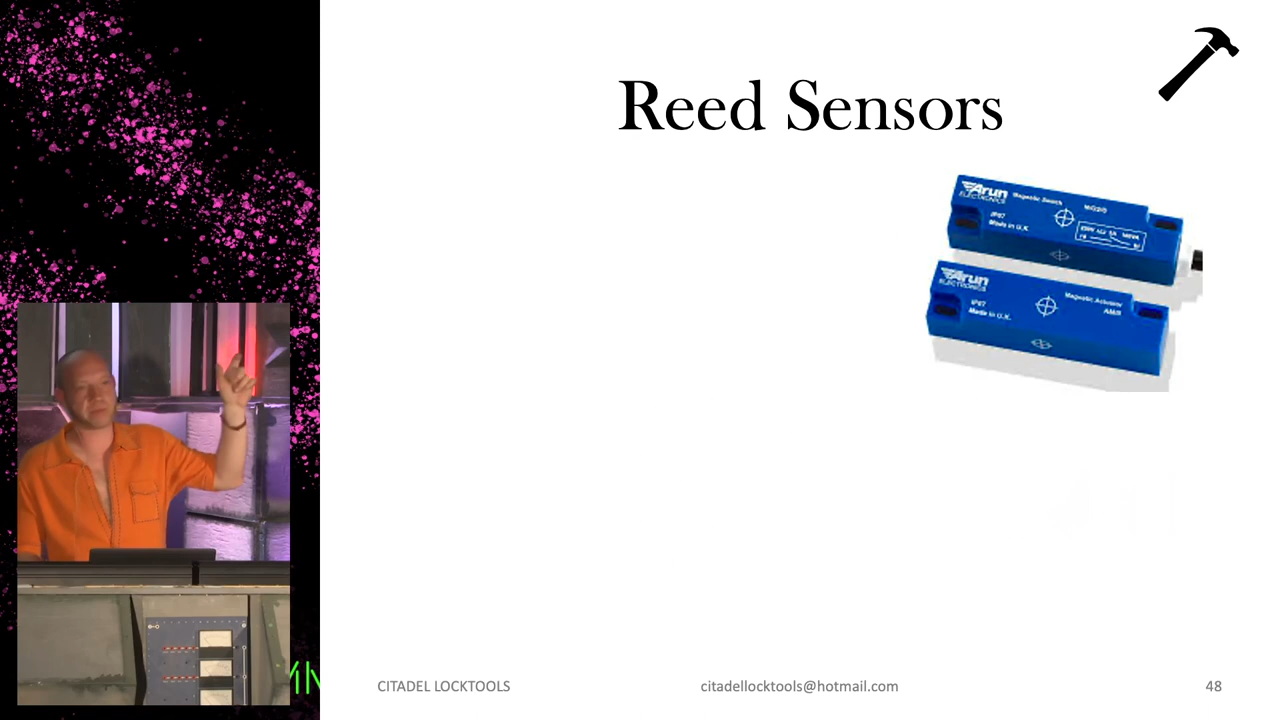 Reed Sensors
Arun
ELECTRONICS
Magnetic Switch
IP67
Made in U.K.
Arun
ELECTRONICS
Magnetic Actuator
IP67
Made in U.K.
CITADEL LOCKTOOLS
citadellocktools@hotmail.com
48